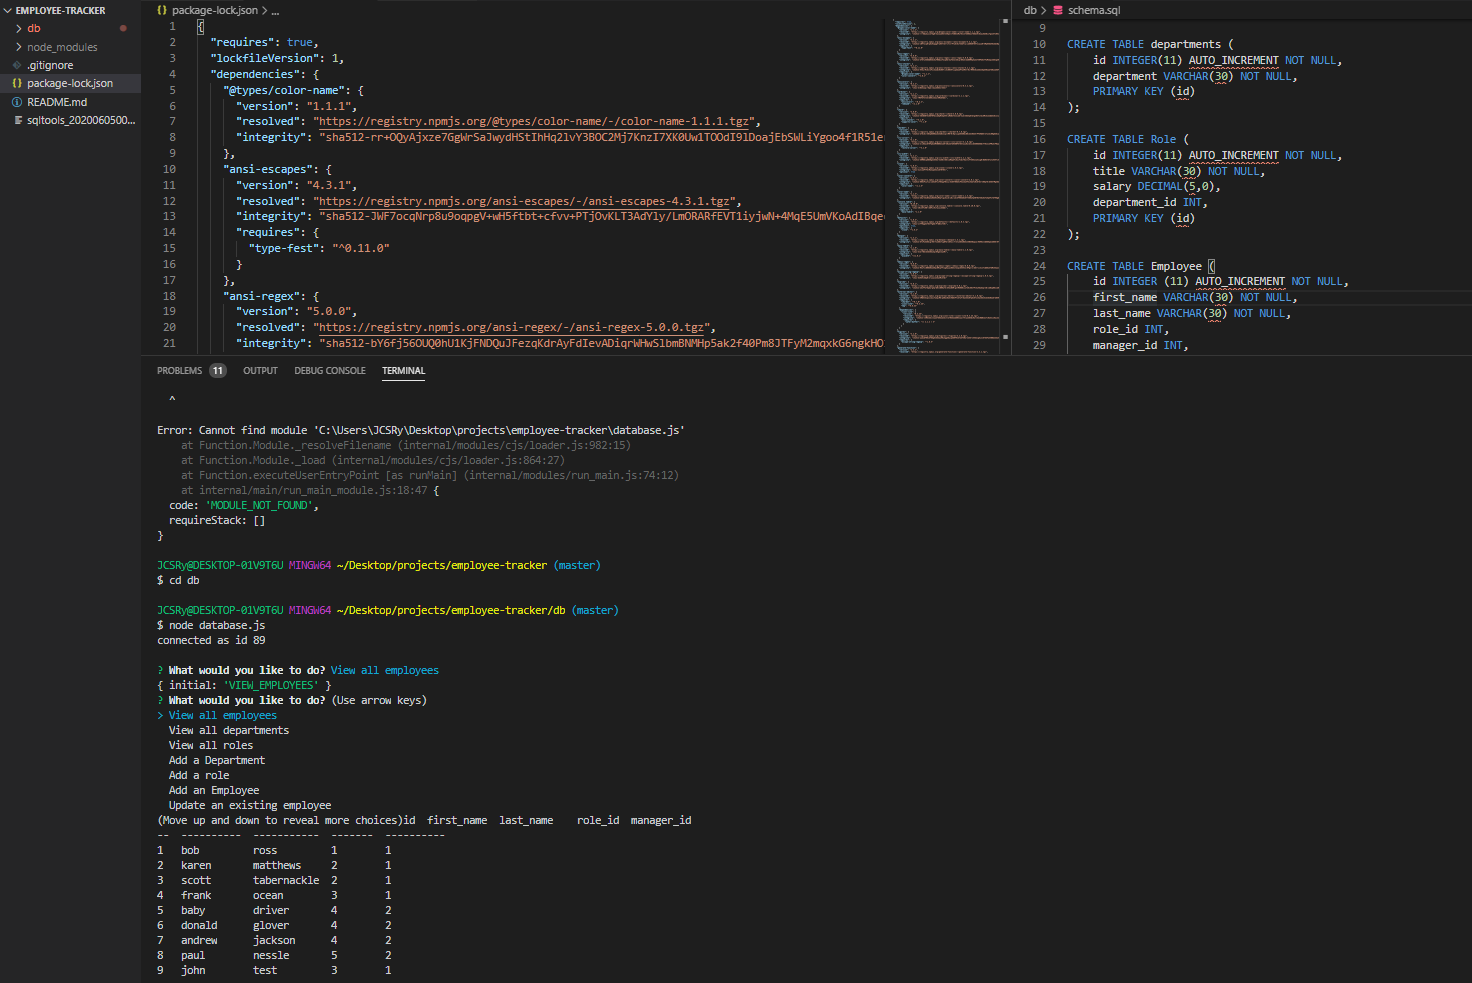 EMPLOYEE-TRACKER
db
node_modules
.gitignore
package-lock.json
README.md
sqltools_2020060500...
package-lock.json > ...
1 {
2 "requires": true,
3 "lockfileVersion": 1,
4 "dependencies": {
5 "@types/color-name": {
6 "version": "1.1.1",
7 "resolved": "https://registry.npmjs.org/@types/color-name/-/color-name-1.1.1.tgz",
8 "integrity":
9 },
10 "ansi-escapes": {
11 "version": "4.3.1",
12 "resolved": "https://registry.npmjs.org/ansi-escapes/-/ansi-escapes-4.3.1.tgz",
13 "integrity":
14 "requires": {
15 "type-fest": "^0.11.0"
16 }
17 },
18 "ansi-regex": {
19 "version": "5.0.0",
20 "resolved": "https://registry.npmjs.org/ansi-regex/-/ansi-regex-5.0.0.tgz",
21 "integrity":
db > schema.sql
9
10 CREATE TABLE departments (
11 id INTEGER(11) AUTO_INCREMENT NOT NULL,
12 department VARCHAR(30) NOT NULL,
13 PRIMARY KEY (id)
14 );
15
16 CREATE TABLE Role (
17 id INTEGER(11) AUTO_INCREMENT NOT NULL,
18 title VARCHAR(30) NOT NULL,
19 salary DECIMAL(5,0),
20 department_id INT,
21 PRIMARY KEY (id)
22 );
23
24 CREATE TABLE Employee (
25 id INTEGER (11) AUTO_INCREMENT NOT NULL,
26 first_name VARCHAR(30) NOT NULL,
27 last_name VARCHAR(30) NOT NULL,
28 role_id INT,
29 manager_id INT,
PROBLEMS 11 OUTPUT DEBUG CONSOLE TERMINAL
^
Error: Cannot find module 'C:\Users\JCSRy\Desktop\projects\employee-tracker\database.js'
at Function.Module._resolveFilename (internal/modules/cjs/loader.js:982:15)
at Function.Module._load (internal/modules/cjs/loader.js:864:27)
at Function.executeUserEntryPoint [as runMain] (internal/modules/run_main.js:74:12)
at internal/main/run_main_module.js:18:47 {
code: 'MODULE_NOT_FOUND',
requireStack: []
}
JCSRy@DESKTOP-01V9T6U MINGW64 ~/Desktop/projects/employee-tracker (master)
$ cd db
JCSRy@DESKTOP-01V9T6U MINGW64 ~/Desktop/projects/employee-tracker/db (master)
$ node database.js
connected as id 89
? What would you like to do? View all employees
{ initial: 'VIEW_EMPLOYEES' }
? What would you like to do? (Use arrow keys)
> View all employees
View all departments
View all roles
Add a Department
Add a role
Add an Employee
Update an existing employee
(Move up and down to reveal more choices)id first_name last_name role_id manager_id
-- ---------- ----------- ------- ----------
1 bob ross 1 1
2 karen matthews 2 1
3 scott tabernackle 2 1
4 frank ocean 3 1
5 baby driver 4 2
6 donald glover 4 2
7 andrew jackson 4 2
8 paul nessle 5 2
9 john test 3 1